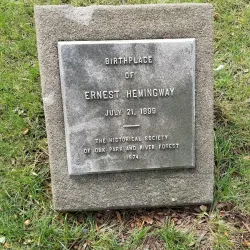 BIRTHPLACE
OF
ERNEST HEMINGWAY
JULY 21, 1899
THE HISTORICAL SOCIETY
OF OAK PARK AND RIVER FOREST
1974